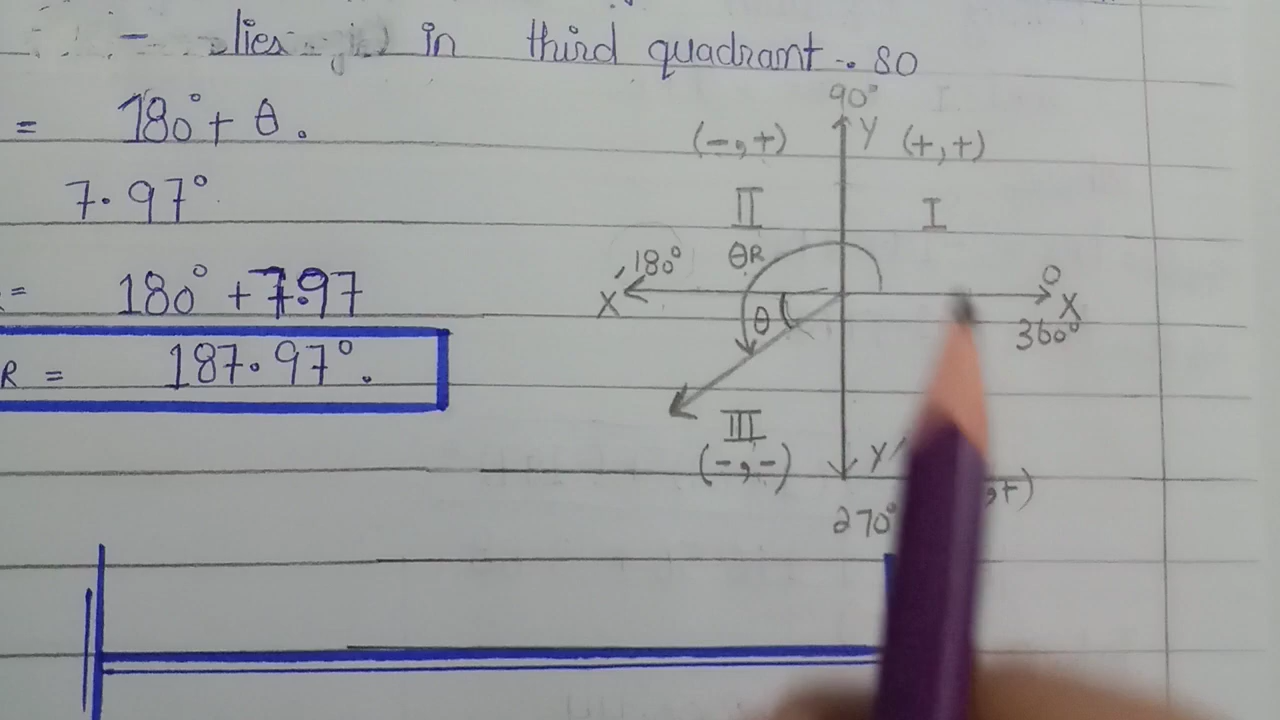 lies in third quadrant. so
= 180° + θ.
7.97°
= 180° + 7.97
R = 187.97°.
90°
Y
(-,+) (+,+)
II I
180° θR 0
X' X
θ 360°
III
(-,-) Y'
,+)
270°